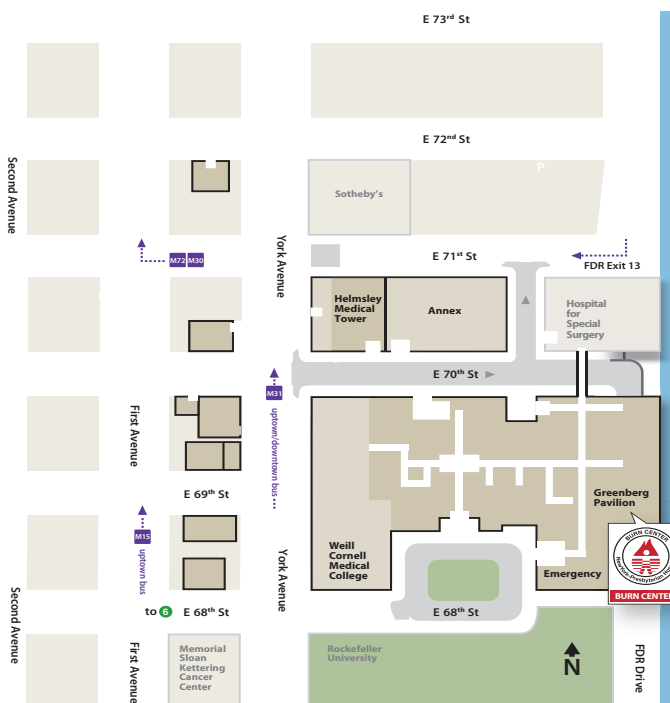 E 73rd St
E 72nd St
Second Avenue
Sotheby's
P
York Avenue
M72 M30
E 71st St
FDR Exit 13
Helmsley
Medical
Tower
Annex
Hospital
for
Special
Surgery
E 70th St
M31
uptown/downtown bus
First Avenue
E 69th St
Greenberg
Pavilion
M15
uptown bus
Weill
Cornell
Medical
College
York Avenue
Emergency
BURN CENTER
BURN CENTER
Second Avenue
to 6 E 68th St
E 68th St
First Avenue
Memorial
Sloan
Kettering
Cancer
Center
Rockefeller
University
N
FDR Drive